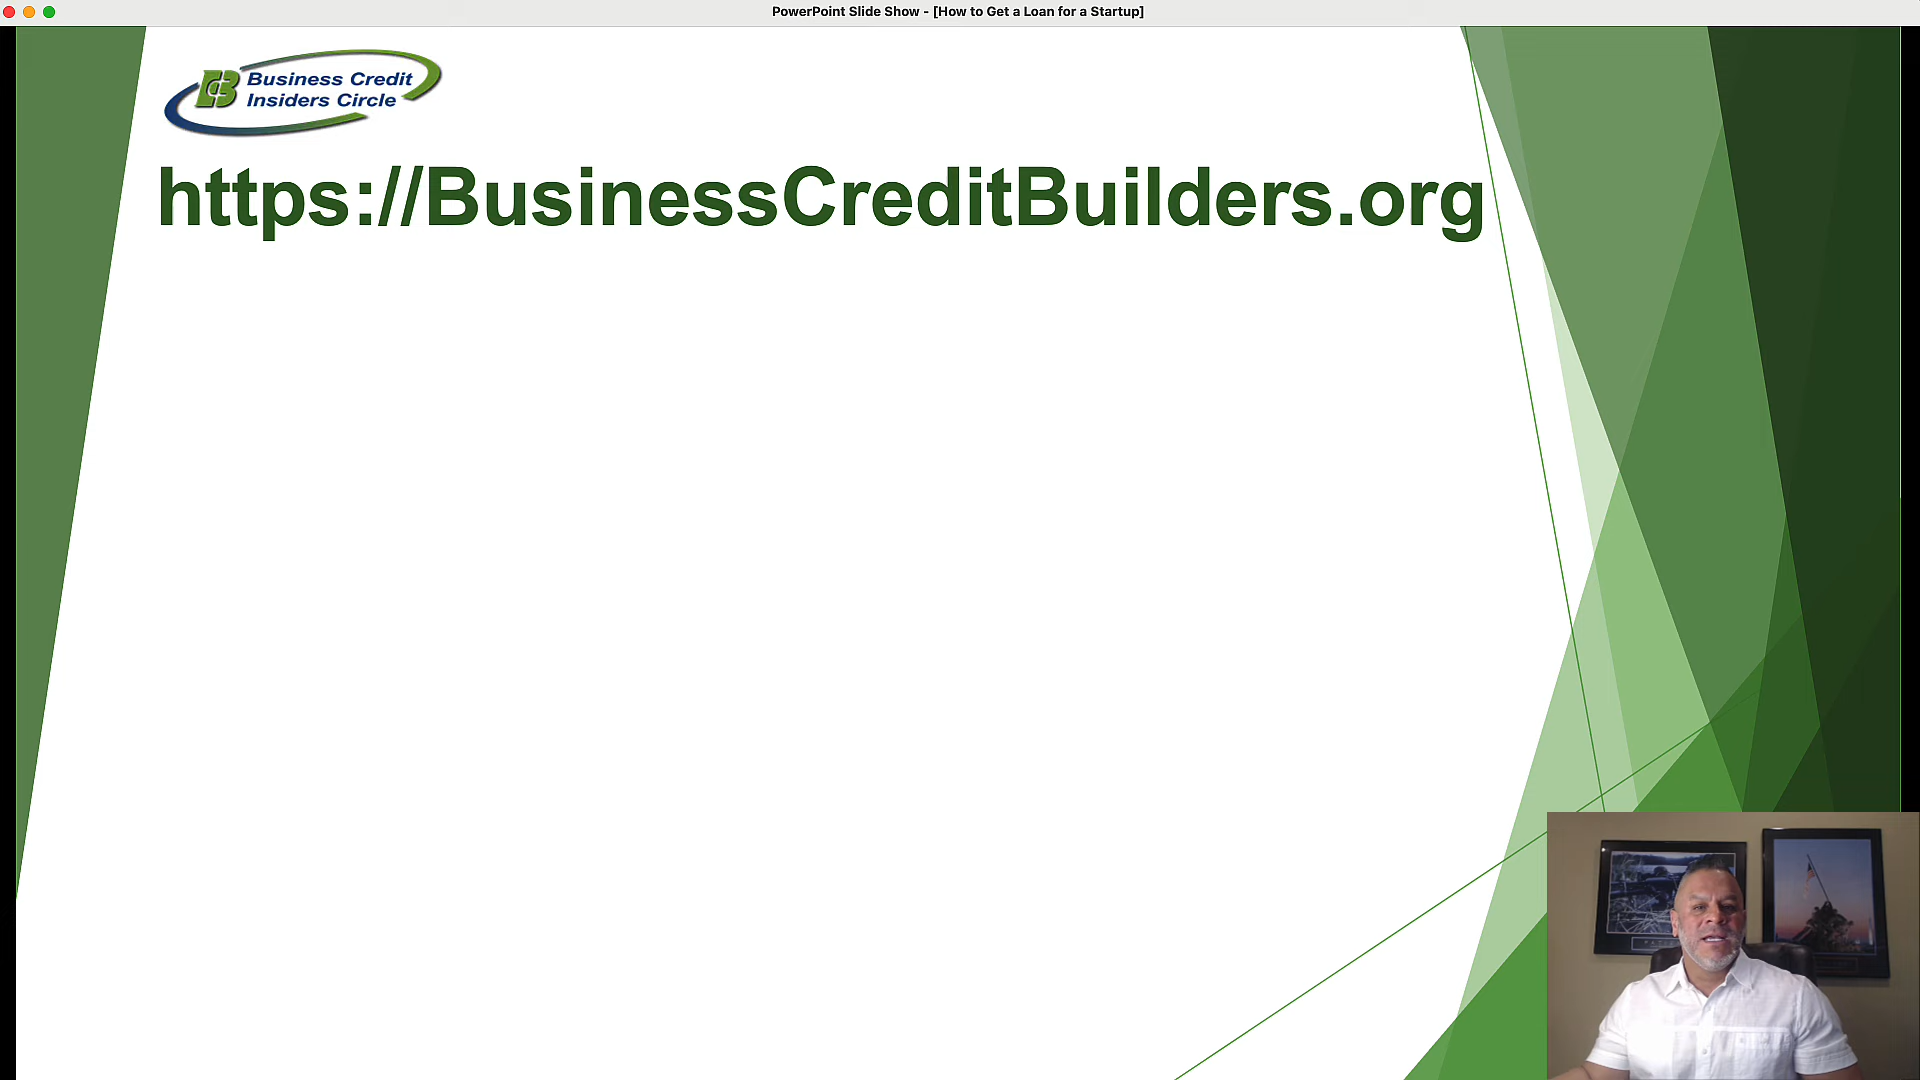 PowerPoint Slide Show - [How to Get a Loan for a Startup]
Business Credit
Insiders Circle
https://BusinessCreditBuilders.org